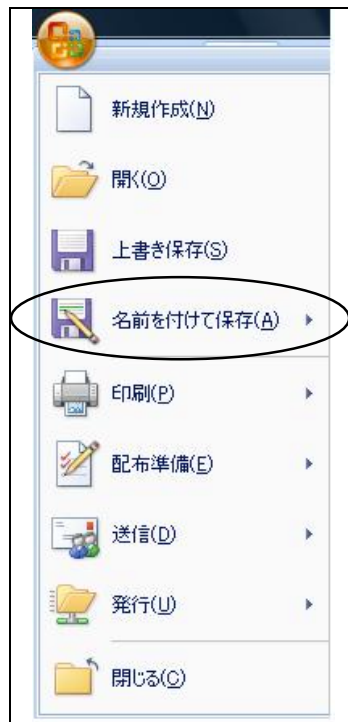 新規作成(N)
開く(O)
上書き保存(S)
名前を付けて保存(A)
印刷(P)
配布準備(E)
送信(D)
発行(U)
閉じる(C)